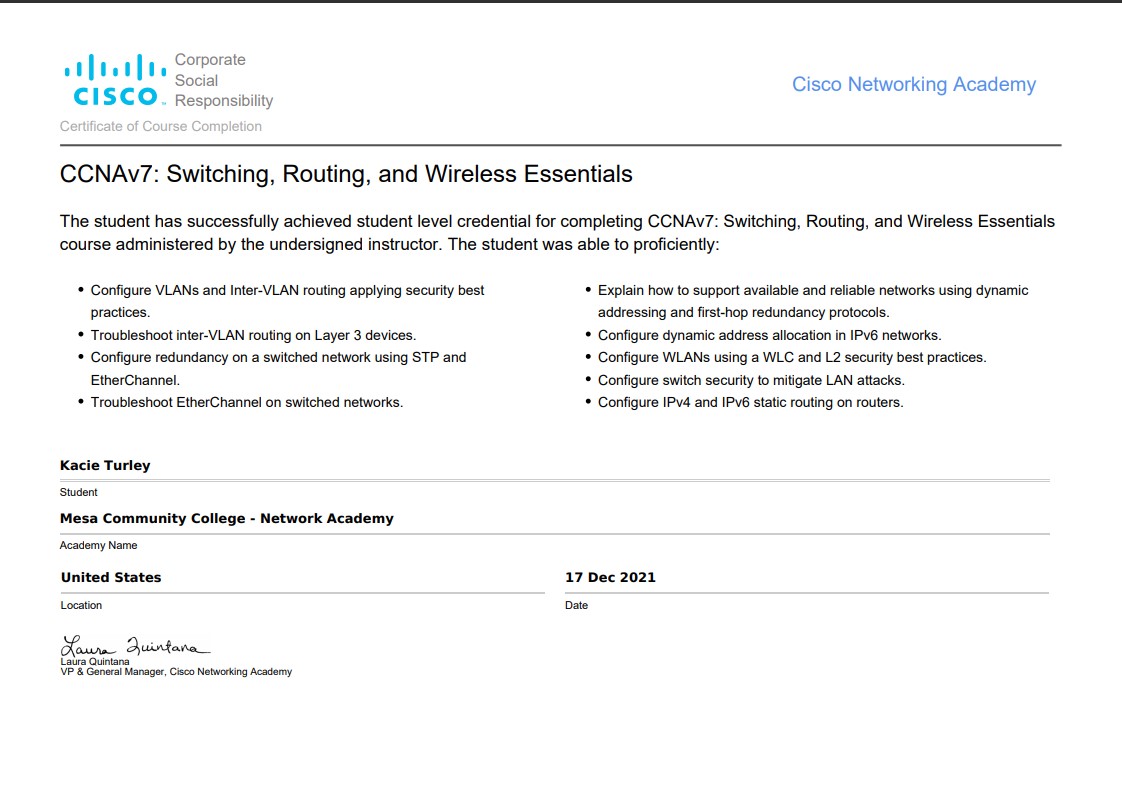 Corporate
Social
Responsibility
CISCO
Certificate of Course Completion
Cisco Networking Academy
CCNAv7: Switching, Routing, and Wireless Essentials
The student has successfully achieved student level credential for completing CCNAv7: Switching, Routing, and Wireless Essentials
course administered by the undersigned instructor. The student was able to proficiently:
• Configure VLANs and Inter-VLAN routing applying security best
practices.
• Troubleshoot inter-VLAN routing on Layer 3 devices.
• Configure redundancy on a switched network using STP and
EtherChannel.
• Troubleshoot EtherChannel on switched networks.
• Explain how to support available and reliable networks using dynamic
addressing and first-hop redundancy protocols.
• Configure dynamic address allocation in IPv6 networks.
• Configure WLANs using a WLC and L2 security best practices.
• Configure switch security to mitigate LAN attacks.
• Configure IPv4 and IPv6 static routing on routers.
Kacie Turley
Student
Mesa Community College - Network Academy
Academy Name
United States
Location
17 Dec 2021
Date
Laura Quintana
Laura Quintana
VP & General Manager, Cisco Networking Academy